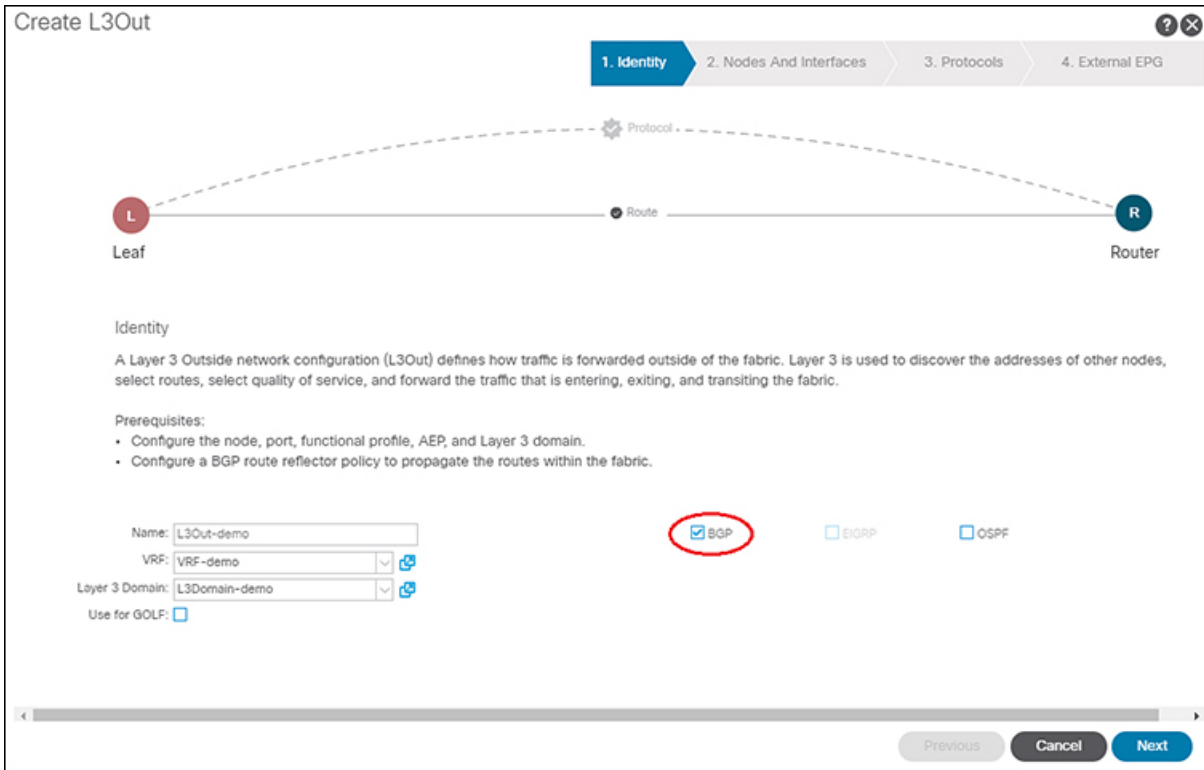 Create L3Out
1. Identity
2. Nodes And Interfaces
3. Protocols
4. External EPG
Protocol
L
Route
R
Leaf
Router
Identity
A Layer 3 Outside network configuration (L3Out) defines how traffic is forwarded outside of the fabric. Layer 3 is used to discover the addresses of other nodes,
select routes, select quality of service, and forward the traffic that is entering, exiting, and transiting the fabric.
Prerequisites:
• Configure the node, port, functional profile, AEP, and Layer 3 domain.
• Configure a BGP route reflector policy to propagate the routes within the fabric.
Name: L3Out-demo
BGP
EIGRP
OSPF
VRF: VRF-demo
Layer 3 Domain: L3Domain-demo
Use for GOLF:
Previous
Cancel
Next